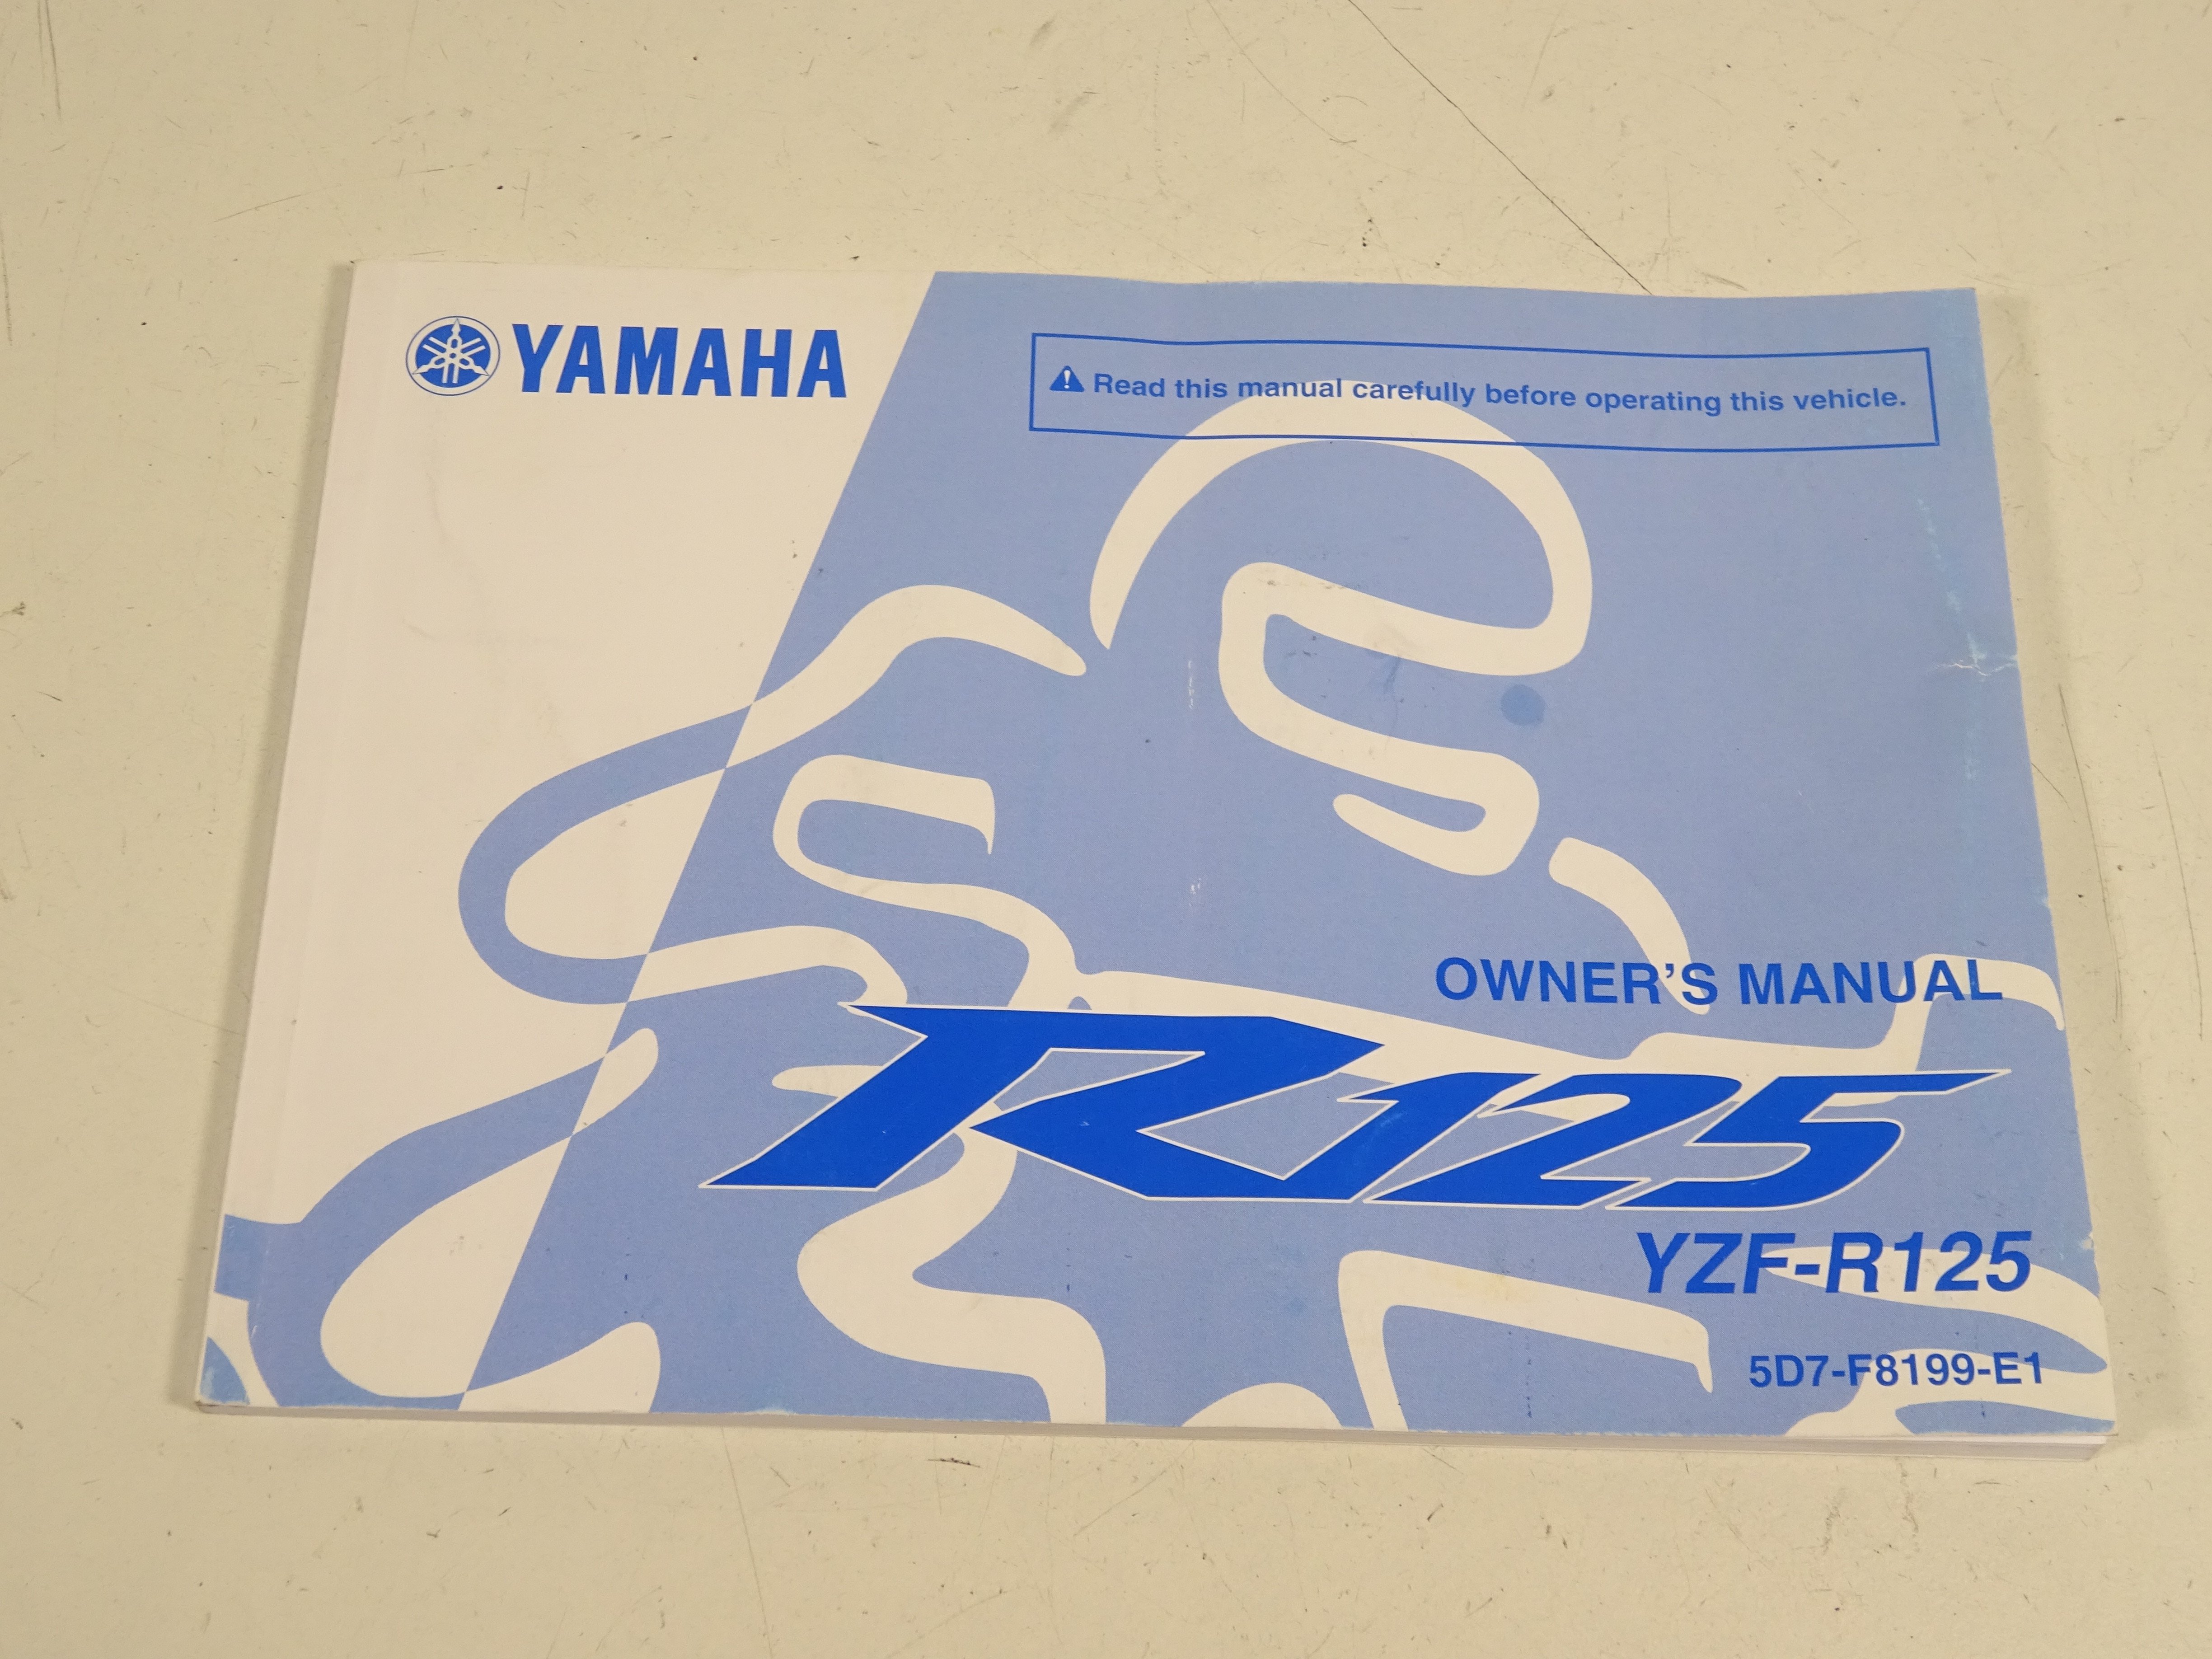 YAMAHA
Read this manual carefully before operating this vehicle.
OWNER'S MANUAL
R125
YZF-R125
5D7-F8199-E1